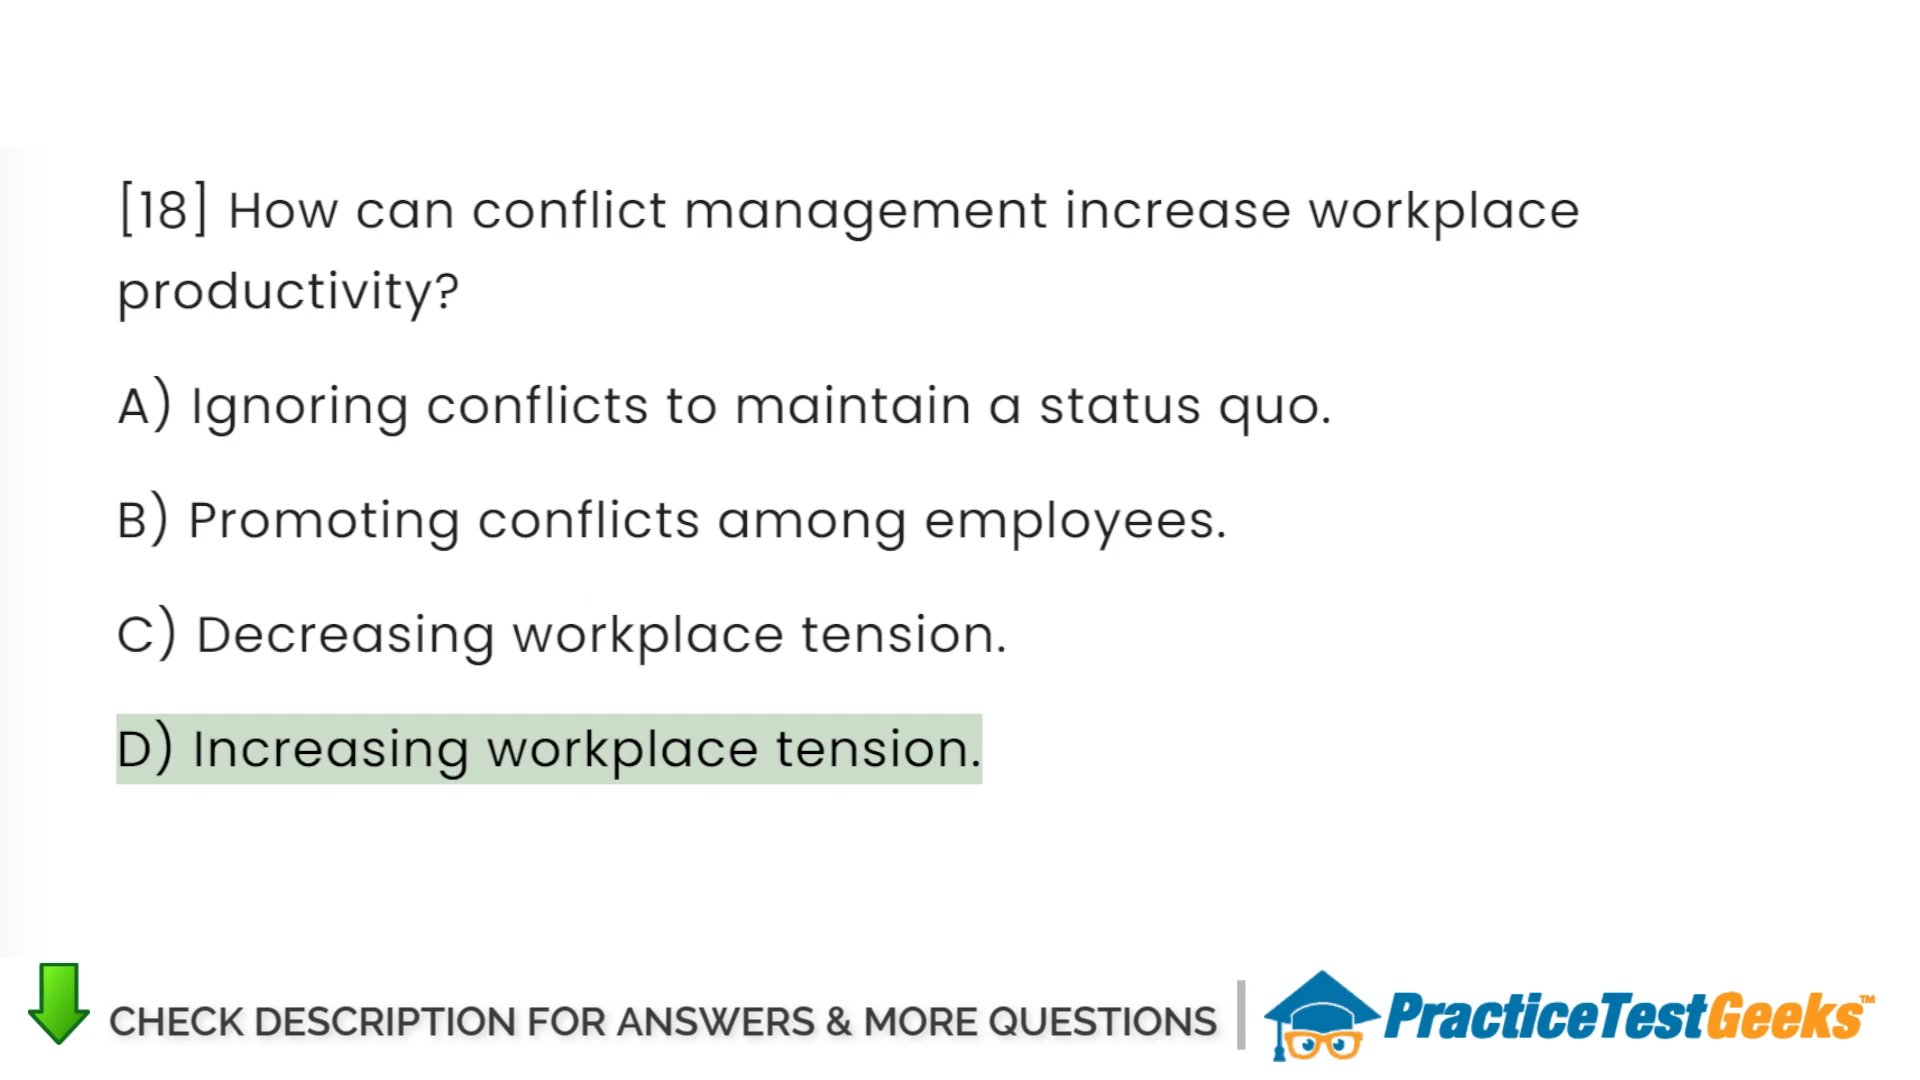 [18] How can conflict management increase workplace
productivity?
A) Ignoring conflicts to maintain a status quo.
B) Promoting conflicts among employees.
C) Decreasing workplace tension.
D) Increasing workplace tension.
CHECK DESCRIPTION FOR ANSWERS & MORE QUESTIONS
PracticeTestGeeks™